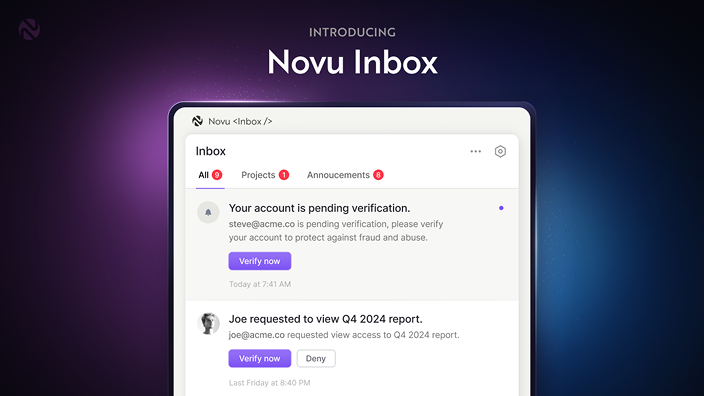 INTRODUCING
Novu Inbox
Novu <Inbox />
Inbox
All 9 Projects 1 Annoucements 8
Your account is pending verification.
steve@acme.co is pending verification, please verify
your account to protect against fraud and abuse.
Verify now
Today at 7:41 AM
Joe requested to view Q4 2024 report.
joe@acme.co requested view access to Q4 2024 report.
Verify now Deny
Last Friday at 8:40 PM